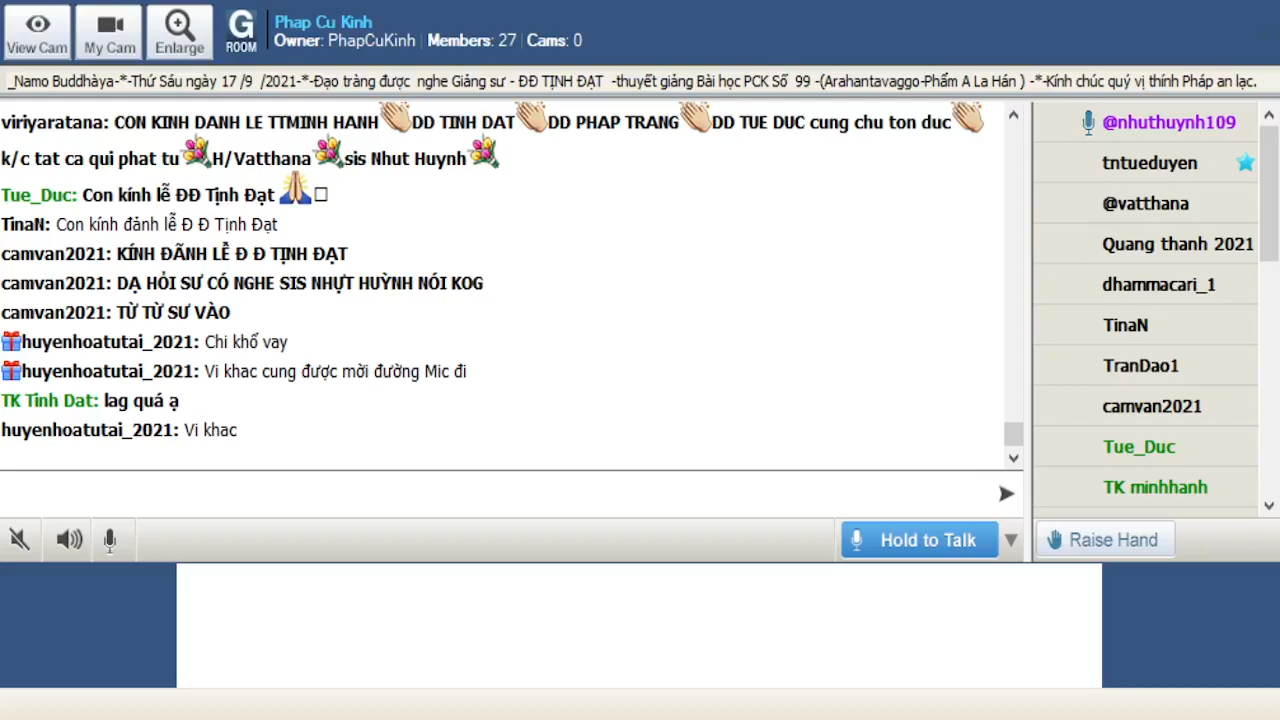 View Cam
My Cam
Enlarge
G
ROOM
Phap Cu Kinh
Owner: PhapCuKinh | Members: 27 | Cams: 0
_Namo Buddhàya-*-Thứ Sáu ngày 17 /9 /2021-*-Đạo tràng được nghe Giảng sư - ĐĐ TỊNH ĐẠT -thuyết giảng Bài học PCK Số 99 -(Arahantavaggo-Phẩm A La Hán ) -*-Kính chúc quý vị thính Pháp an lạc.
viriyaratana: CON KINH DANH LE TTMINH HANH DD TINH DAT DD PHAP TRANG DD TUE DUC cung chu ton duc
k/c tat ca qui phat tu H/Vatthana sis Nhut Huynh
Tue_Duc: Con kính lễ ĐĐ Tịnh Đạt
TinaN: Con kính đảnh lễ Đ Đ Tịnh Đạt
camvan2021: KÍNH ĐÃNH LỄ Đ Đ TỊNH ĐẠT
camvan2021: DẠ HỎI SƯ CÓ NGHE SIS NHỰT HUỲNH NÓI KOG
camvan2021: TỪ TỪ SƯ VÀO
huyenhoatutai_2021: Chi khổ vay
huyenhoatutai_2021: Vi khac cung được mời đường Mic đi
TK Tinh Dat: lag quá ạ
huyenhoatutai_2021: Vi khac
@nhuthuynh109
tntueduyen
@vatthana
Quang thanh 2021
dhammacari_1
TinaN
TranDao1
camvan2021
Tue_Duc
TK minhhanh
Hold to Talk
Raise Hand